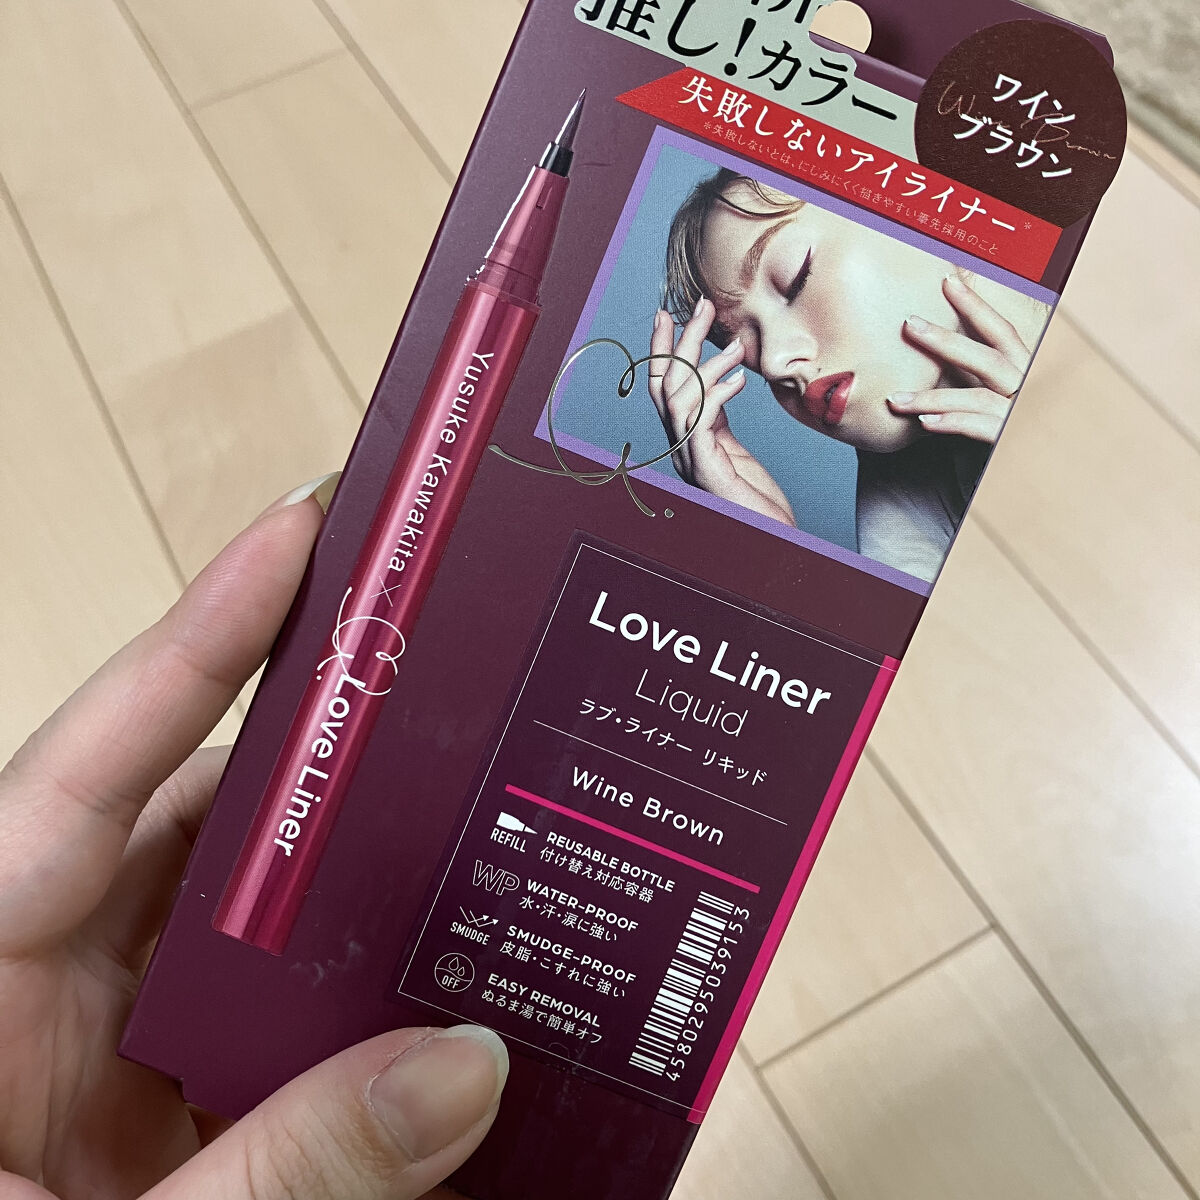 推し!カラー
失敗しないアイライナー*
*失敗しないとは、にじみにくく描きやすい筆先採用のこと
ワイン
ブラウン
Wine Brown
Yusuke Kawakita × Love Liner
Love Liner
Liquid
ラブ・ライナー リキッド
Wine Brown
REFILL
REUSABLE BOTTLE
付け替え対応容器
WP
WATER-PROOF
水・汗・涙に強い
SMUDGE
SMUDGE-PROOF
皮脂・こすれに強い
OFF
EASY REMOVAL
ぬるま湯で簡単オフ
4580295039153